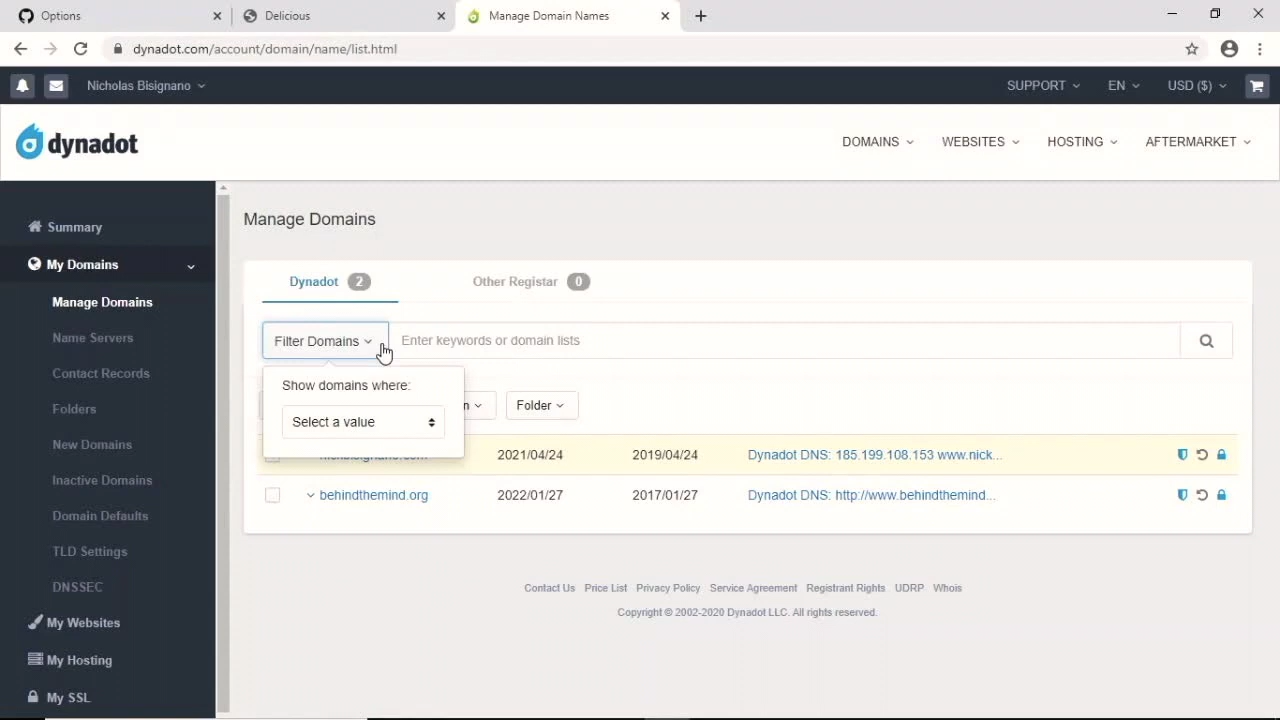 Options
Delicious
Manage Domain Names
dynadot.com/account/domain/name/list.html
Nicholas Bisignano
SUPPORT
EN
USD ($)
dynadot
DOMAINS
WEBSITES
HOSTING
AFTERMARKET
Summary
My Domains
Manage Domains
Name Servers
Contact Records
Folders
New Domains
Inactive Domains
Domain Defaults
TLD Settings
DNSSEC
My Websites
My Hosting
My SSL
Manage Domains
Dynadot 2
Other Registar 0
Filter Domains
Enter keywords or domain lists
Show domains where:
Select a value
Folder
2021/04/24 2019/04/24 Dynadot DNS: 185.199.108.153 www.nick...
behindthemind.org 2022/01/27 2017/01/27 Dynadot DNS: http://www.behindthemind...
Contact Us Price List Privacy Policy Service Agreement Registrant Rights UDRP Whois
Copyright © 2002-2020 Dynadot LLC. All rights reserved.